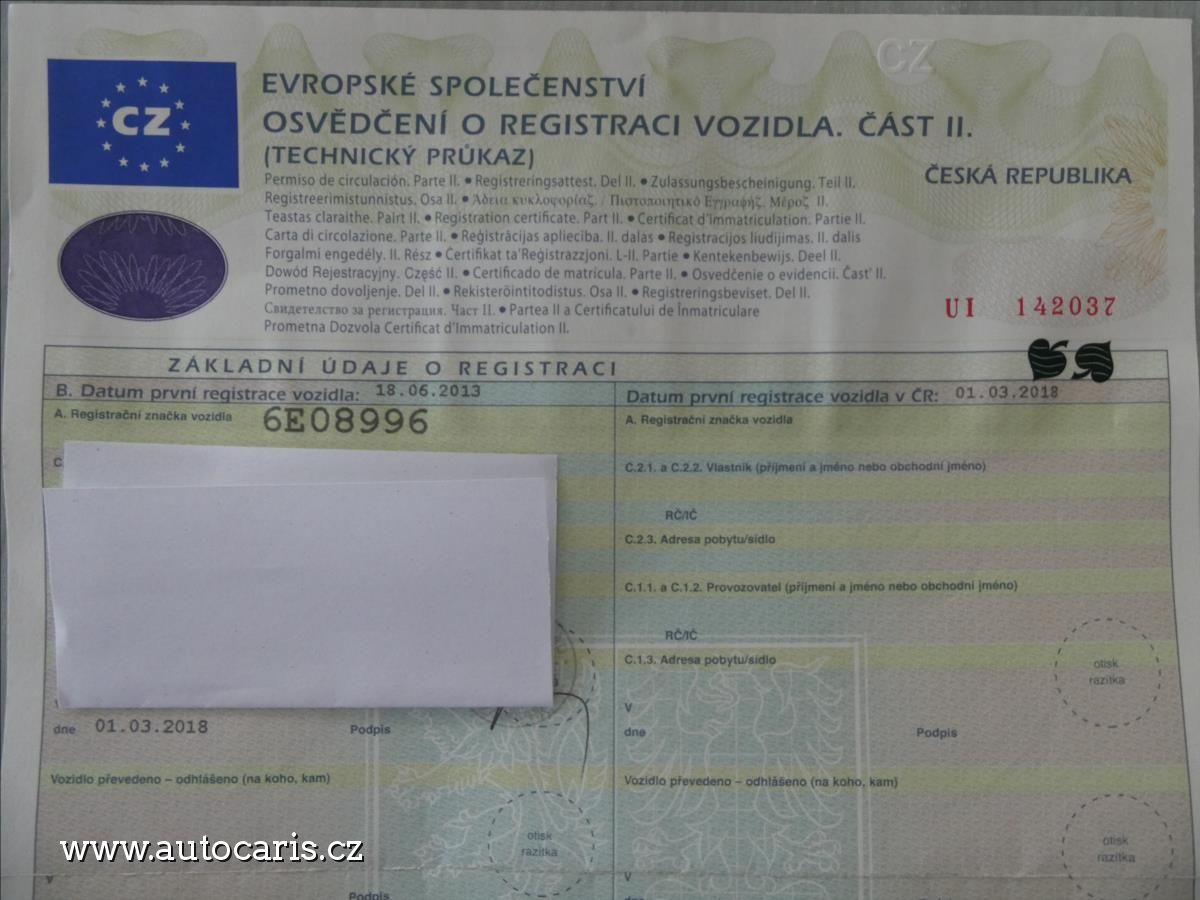 CZ
CZ
EVROPSKÉ SPOLEČENSTVÍ
OSVĚDČENÍ O REGISTRACI VOZIDLA. ČÁST II.
(TECHNICKÝ PRŮKAZ)
ČESKÁ REPUBLIKA
Permiso de circulación. Parte II. • Registreringsattest. Del II. • Zulassungsbescheinigung. Teil II.
Registreerimistunnistus. Osa II. • Άδεια κυκλοφορίας. / Πιστοποιητικό Εγγραφής. Μέρος II.
Teastas claraithe. Pairt II. • Registration certificate. Part II. • Certificat d'immatriculation. Partie II.
Carta di circolazione. Parte II. • Reģistrācijas apliecība. II. dalas • Registracijos liudijimas. II. dalis
Forgalmi engedély. II. Rész • Čertifikat ta'Reġistrazzjoni. L-II. Partie • Kentekenbewijs. Deel II.
Dowód Rejestracyjny. Część II. • Certificado de matrícula. Parte II. • Osvedčenie o evidencii. Čast' II.
Prometno dovoljenje. Del II. • Rekisteröintitodistus. Osa II. • Registreringsbeviset. Del II.
Свидетелство за регистрация. Част II. • Partea II a Certificatului de Înmatriculare
Prometna Dozvola Certificat d'Immatriculation II.
UI 142037
ZÁKLADNÍ ÚDAJE O REGISTRACI
B. Datum první registrace vozidla: 18.06.2013
Datum první registrace vozidla v ČR: 01.03.2018
A. Registrační značka vozidla 6E08996
A. Registrační značka vozidla
C.
C.2.1. a C.2.2. Vlastník (příjmení a jméno nebo obchodní jméno)
RČ/IČ
C.2.3. Adresa pobytu/sídlo
C.1.1. a C.1.2. Provozovatel (příjmení a jméno nebo obchodní jméno)
RČ/IČ
C.1.3. Adresa pobytu/sídlo
otisk
razítka
V
dne 01.03.2018 Podpis
dne Podpis
Vozidlo převedeno – odhlášeno (na koho, kam)
Vozidlo převedeno – odhlášeno (na koho, kam)
otisk
razítka
otisk
razítka
www.autocaris.cz
V
V
Podpis
dne